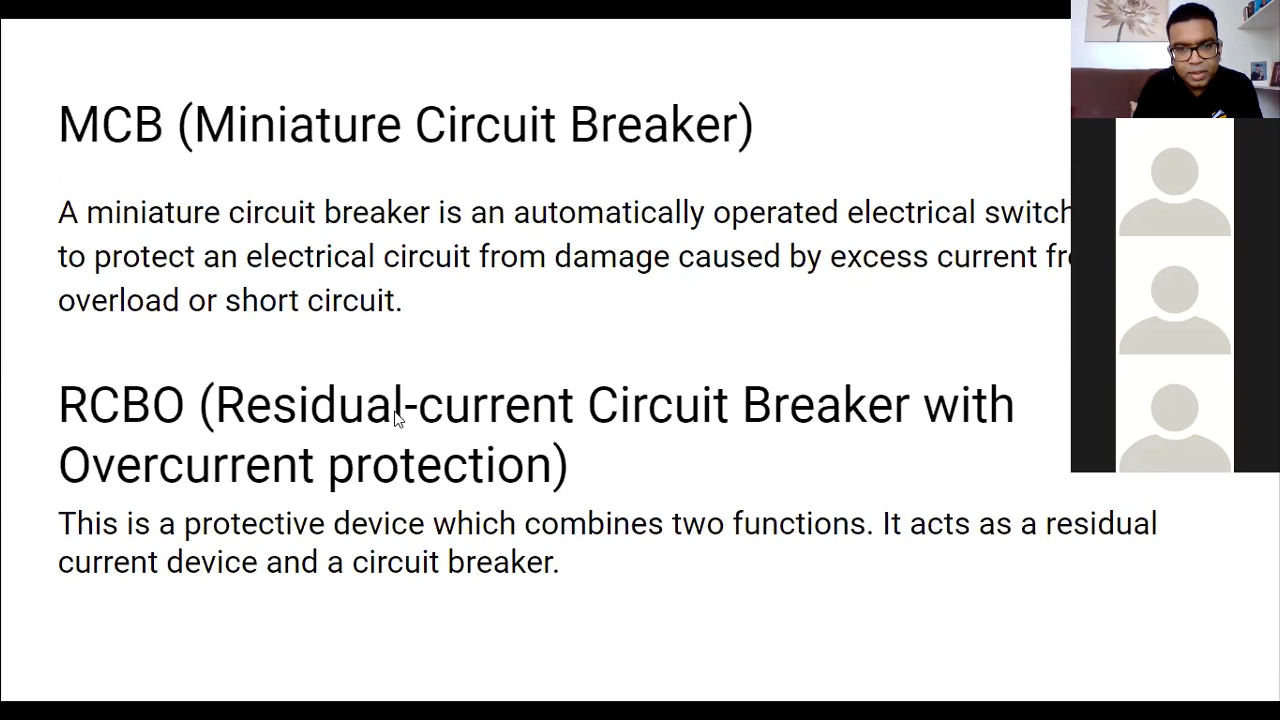 MCB (Miniature Circuit Breaker)
A miniature circuit breaker is an automatically operated electrical switch
to protect an electrical circuit from damage caused by excess current
overload or short circuit.
RCBO (Residual-current Circuit Breaker with
Overcurrent protection)
This is a protective device which combines two functions. It acts as a residual
current device and a circuit breaker.